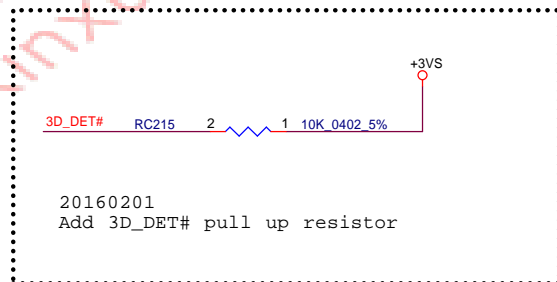 +3VS
3D_DET# RC215 2 1 10K_0402_5%
20160201
Add 3D_DET# pull up resistor